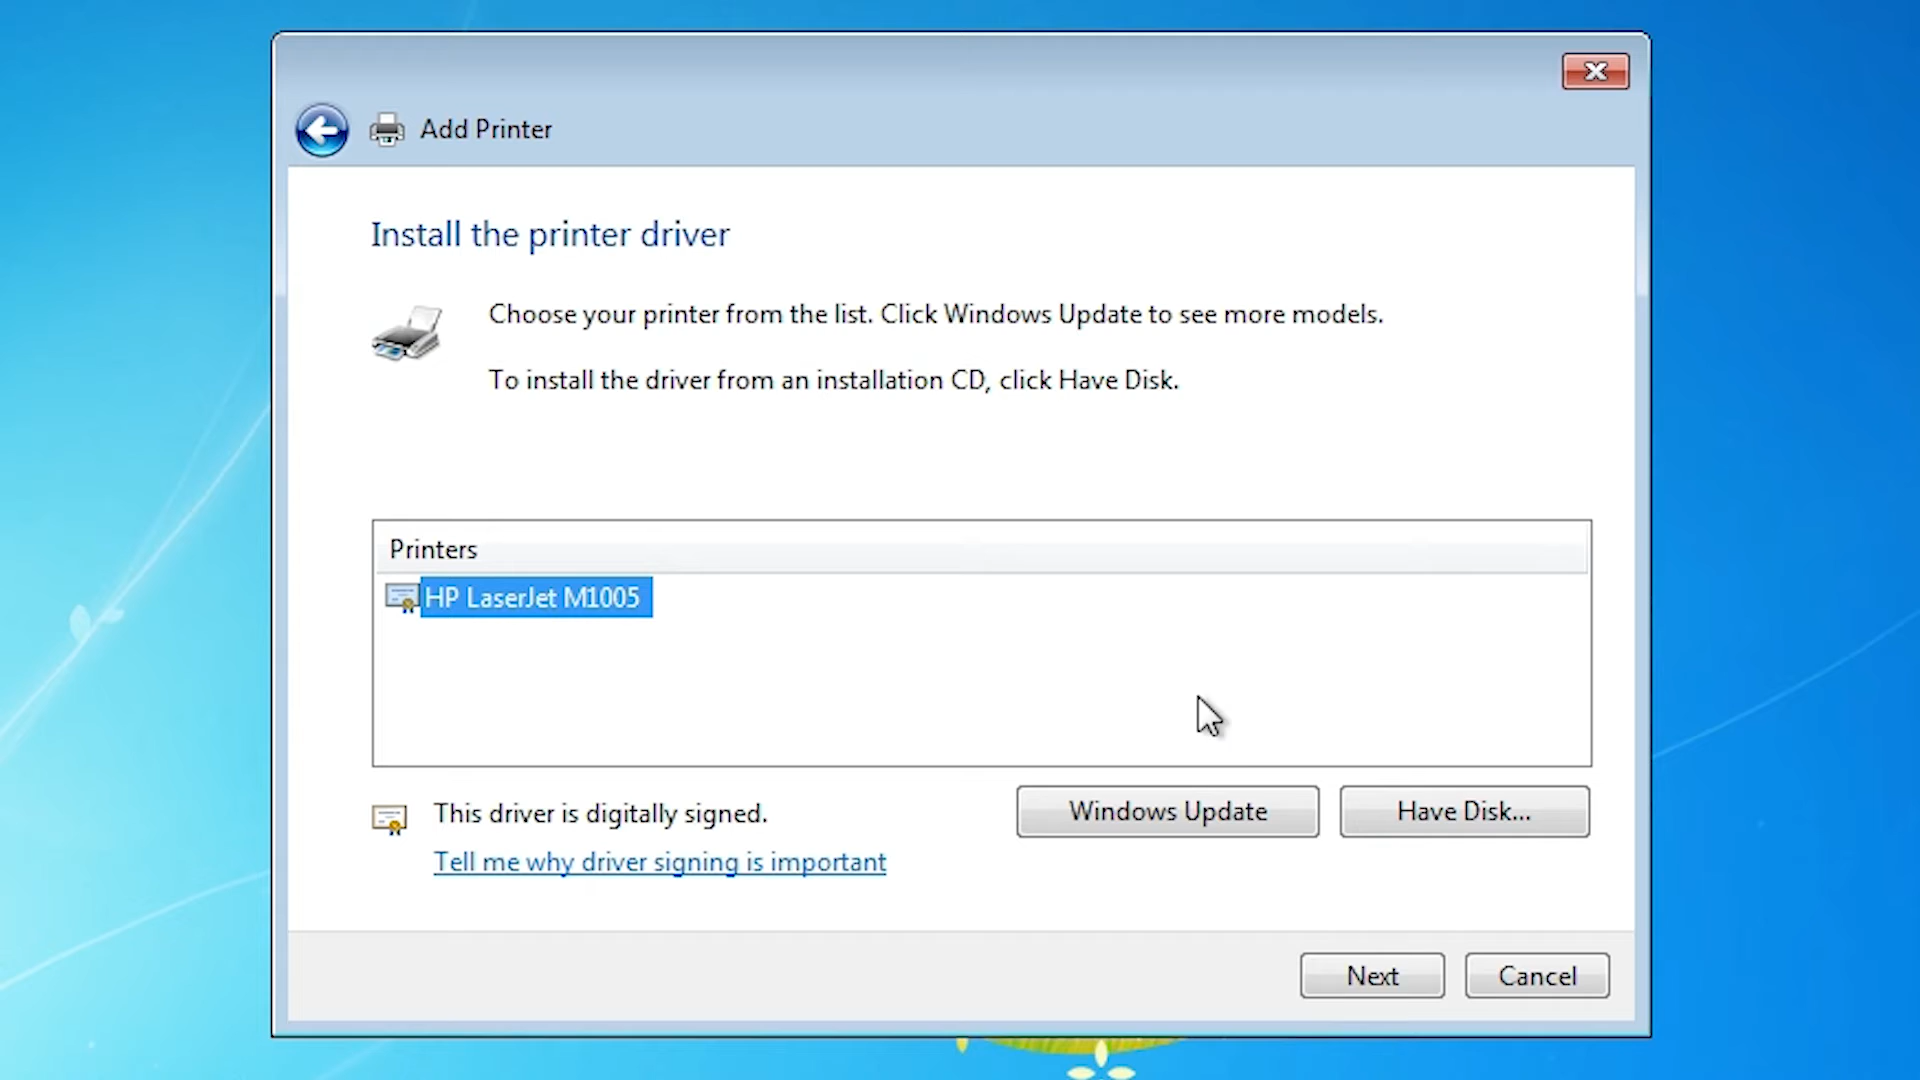 Add Printer
Install the printer driver
Choose your printer from the list. Click Windows Update to see more models.
To install the driver from an installation CD, click Have Disk.
Printers
HP LaserJet M1005
This driver is digitally signed.
Windows Update
Have Disk...
Tell me why driver signing is important
Next
Cancel